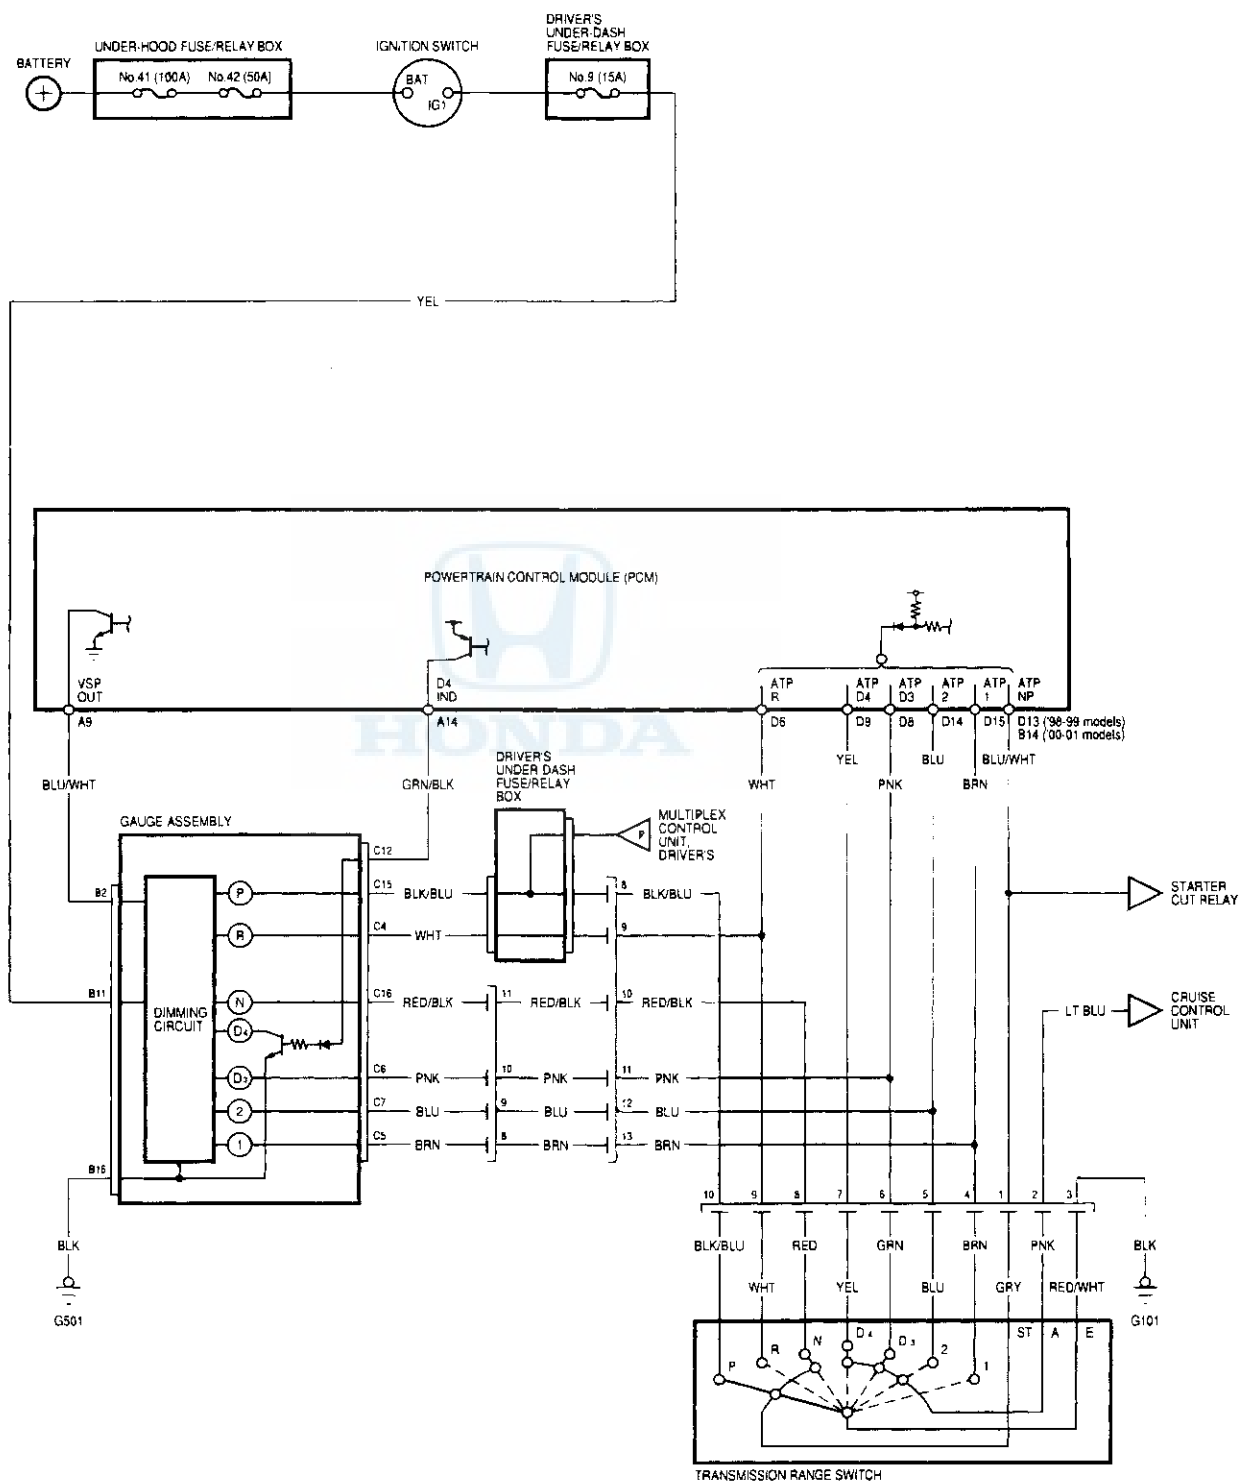 DRIVER'S
UNDER-DASH
FUSE/RELAY BOX
UNDER-HOOD FUSE/RELAY BOX
IGNITION SWITCH
BATTERY
No.41 (100A)
No.42 (50A)
BAT
IG1
No.9 (15A)
YEL
POWERTRAIN CONTROL MODULE (PCM)
HONDA
VSP
OUT
D4
IND
ATP
R
ATP
D4
ATP
D3
ATP
2
ATP
1
ATP
NP
A9
A14
D6
D9
D8
D14
D15
D13 ('98-99 models)
B14 ('00-01 models)
BLU/WHT
GRN/BLK
WHT
YEL
PNK
BLU
BRN
BLU/WHT
DRIVER'S
UNDER DASH
FUSE/RELAY
BOX
MULTIPLEX
CONTROL
UNIT,
DRIVER'S
P
GAUGE ASSEMBLY
C12
B2
P
C15
BLK/BLU
8
BLK/BLU
STARTER
CUT RELAY
R
C4
WHT
9
B11
N
C16
RED/BLK
11
RED/BLK
10
RED/BLK
LT BLU
CRUISE
CONTROL
UNIT
DIMMING
CIRCUIT
D4
D3
C6
PNK
10
PNK
11
PNK
2
C7
BLU
9
BLU
12
BLU
1
C5
BRN
8
BRN
13
BRN
B16
10
9
8
7
6
5
4
1
2
3
BLK
BLK/BLU
RED
GRN
BRN
PNK
BLK
WHT
YEL
BLU
GRY
RED/WHT
G501
G101
P
R
N
D4
D3
2
1
ST
A
E
TRANSMISSION RANGE SWITCH